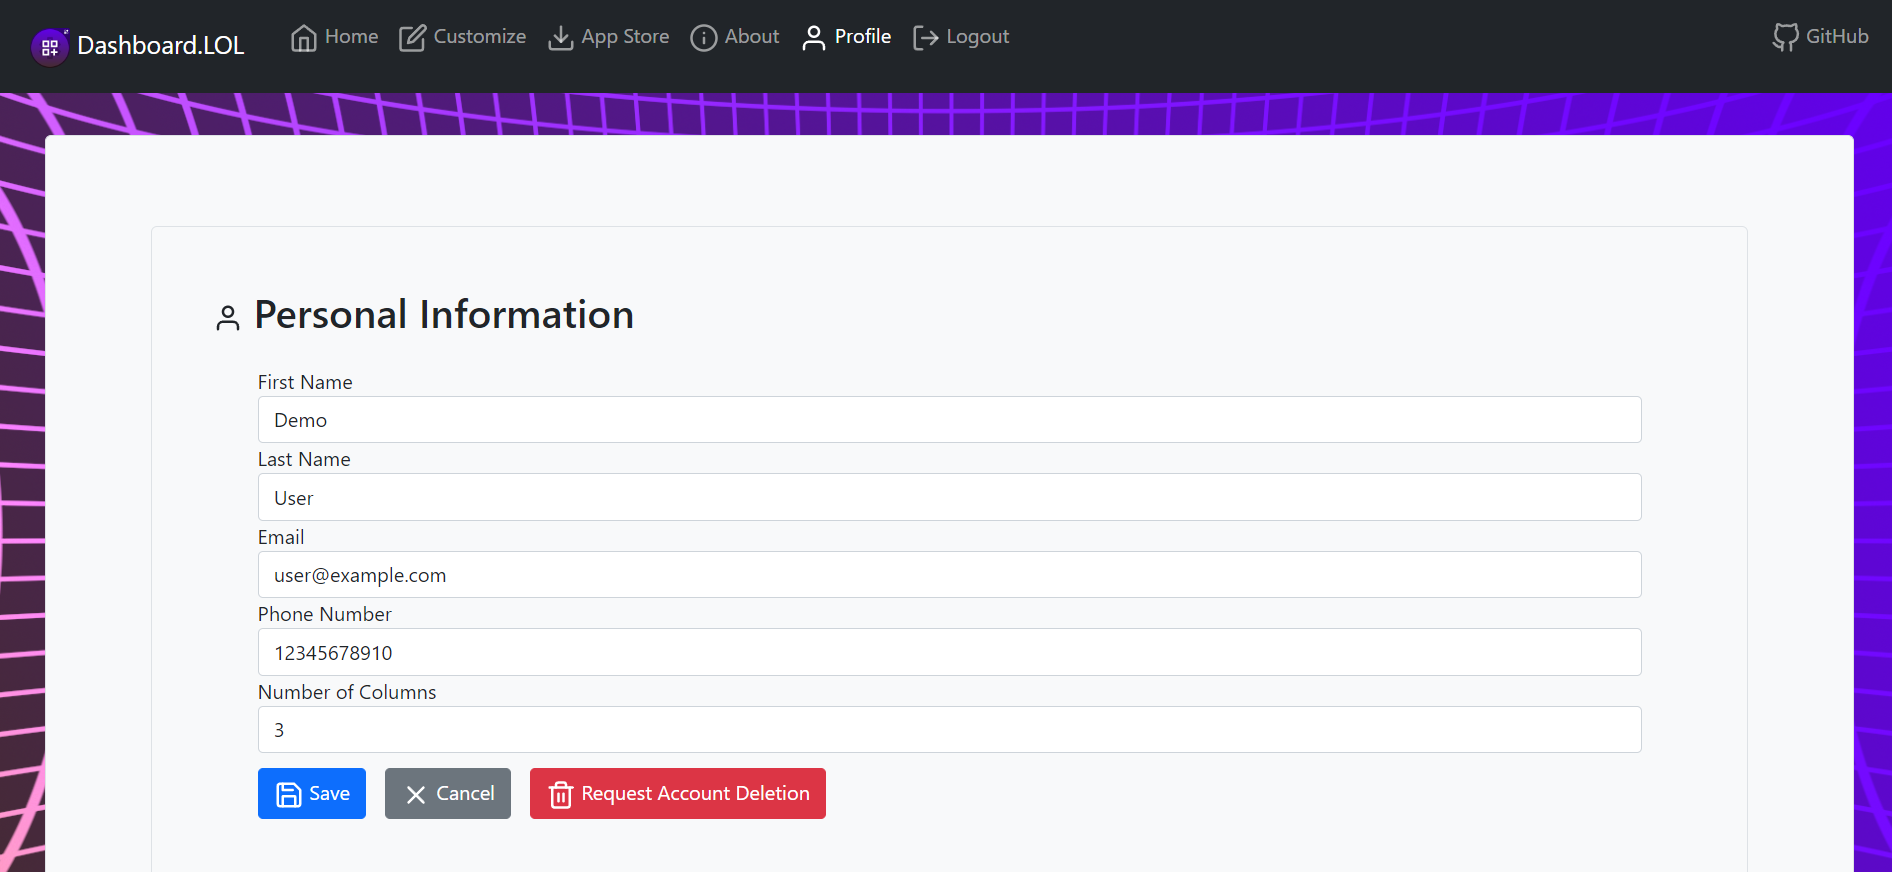 Dashboard.LOL Home Customize App Store About Profile Logout GitHub
Personal Information
First Name
Demo
Last Name
User
Email
user@example.com
Phone Number
12345678910
Number of Columns
3
Save Cancel Request Account Deletion